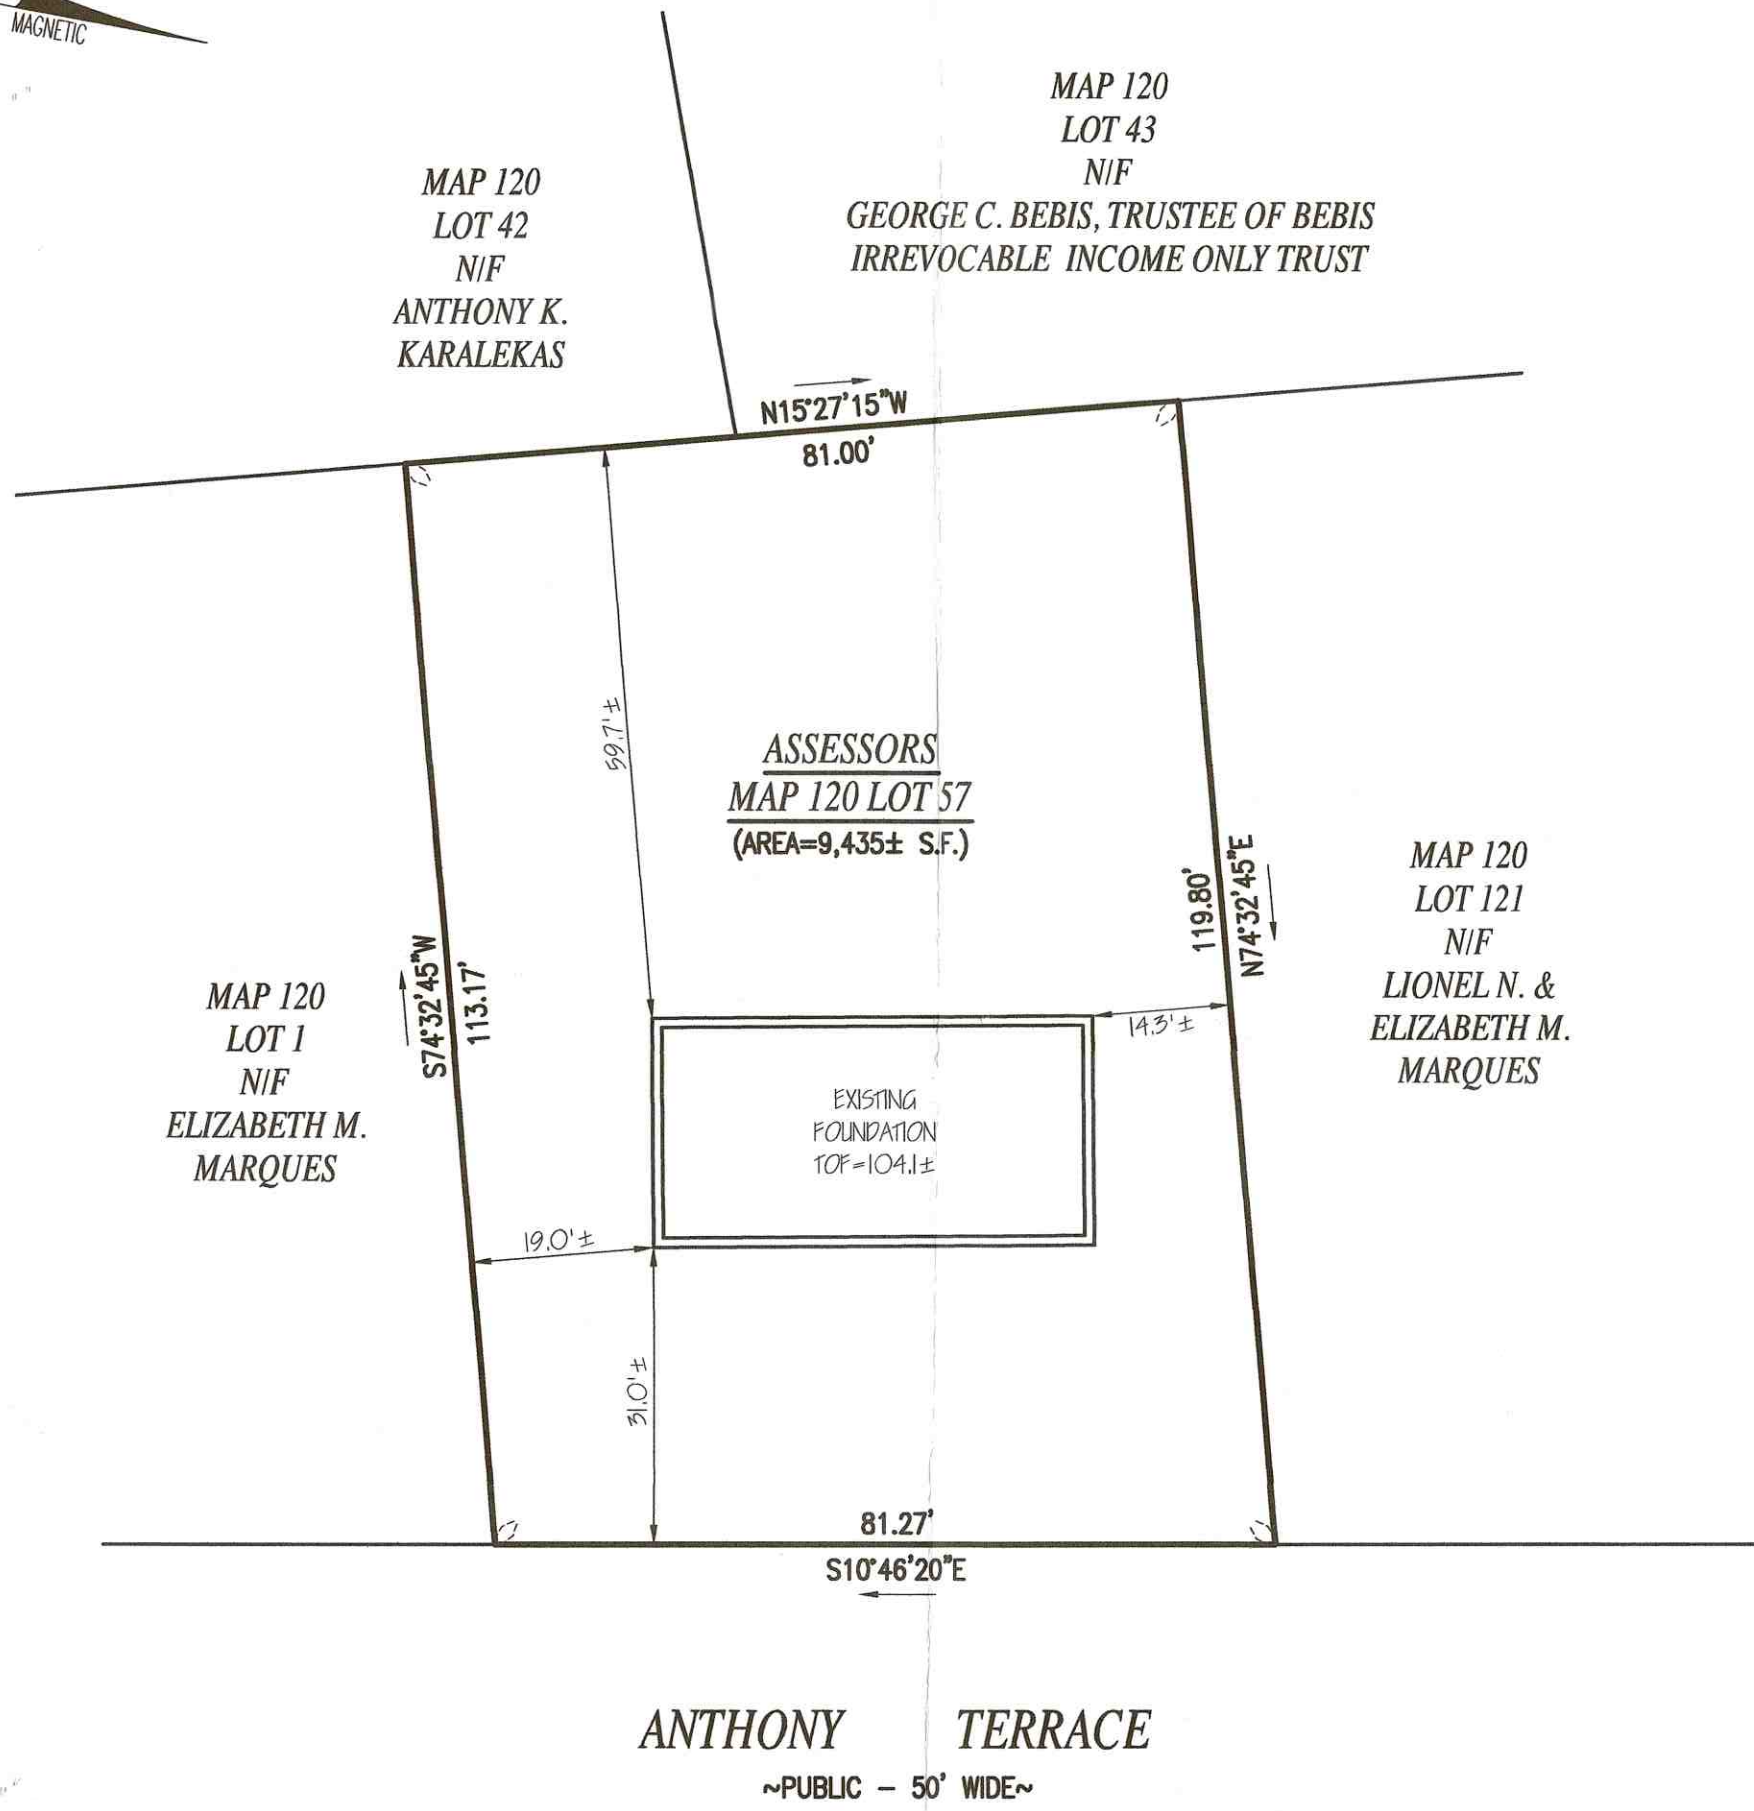 MAGNETIC
MAP 120
LOT 43
N/F
GEORGE C. BEBIS, TRUSTEE OF BEBIS
IRREVOCABLE INCOME ONLY TRUST
MAP 120
LOT 42
N/F
ANTHONY K.
KARALEKAS
N15°27'15"W
81.00'
59.7'±
ASSESSORS
MAP 120 LOT 57
(AREA=9,435± S.F.)
119.80'
N74°32'45"E
MAP 120
LOT 121
N/F
LIONEL N. &
ELIZABETH M.
MARQUES
S74°32'45"W
113.17'
MAP 120
LOT 1
N/F
ELIZABETH M.
MARQUES
14.3'±
EXISTING
FOUNDATION
TOF=104.1±
19.0'±
31.0'±
81.27'
S10°46'20"E
ANTHONY TERRACE
~PUBLIC – 50' WIDE~